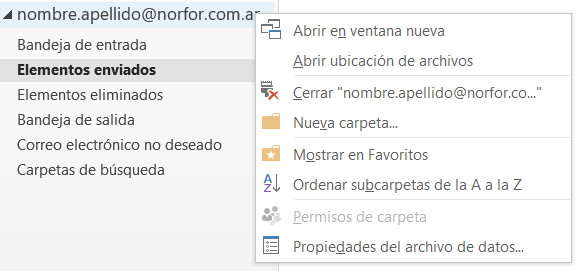 nombre.apellido@norfor.com.ar
Bandeja de entrada
Elementos enviados
Elementos eliminados
Bandeja de salida
Correo electrónico no deseado
Carpetas de búsqueda
Abrir en ventana nueva
Abrir ubicación de archivos
Cerrar "nombre.apellido@norfor.co..."
Nueva carpeta...
Mostrar en Favoritos
Ordenar subcarpetas de la A a la Z
Permisos de carpeta
Propiedades del archivo de datos...